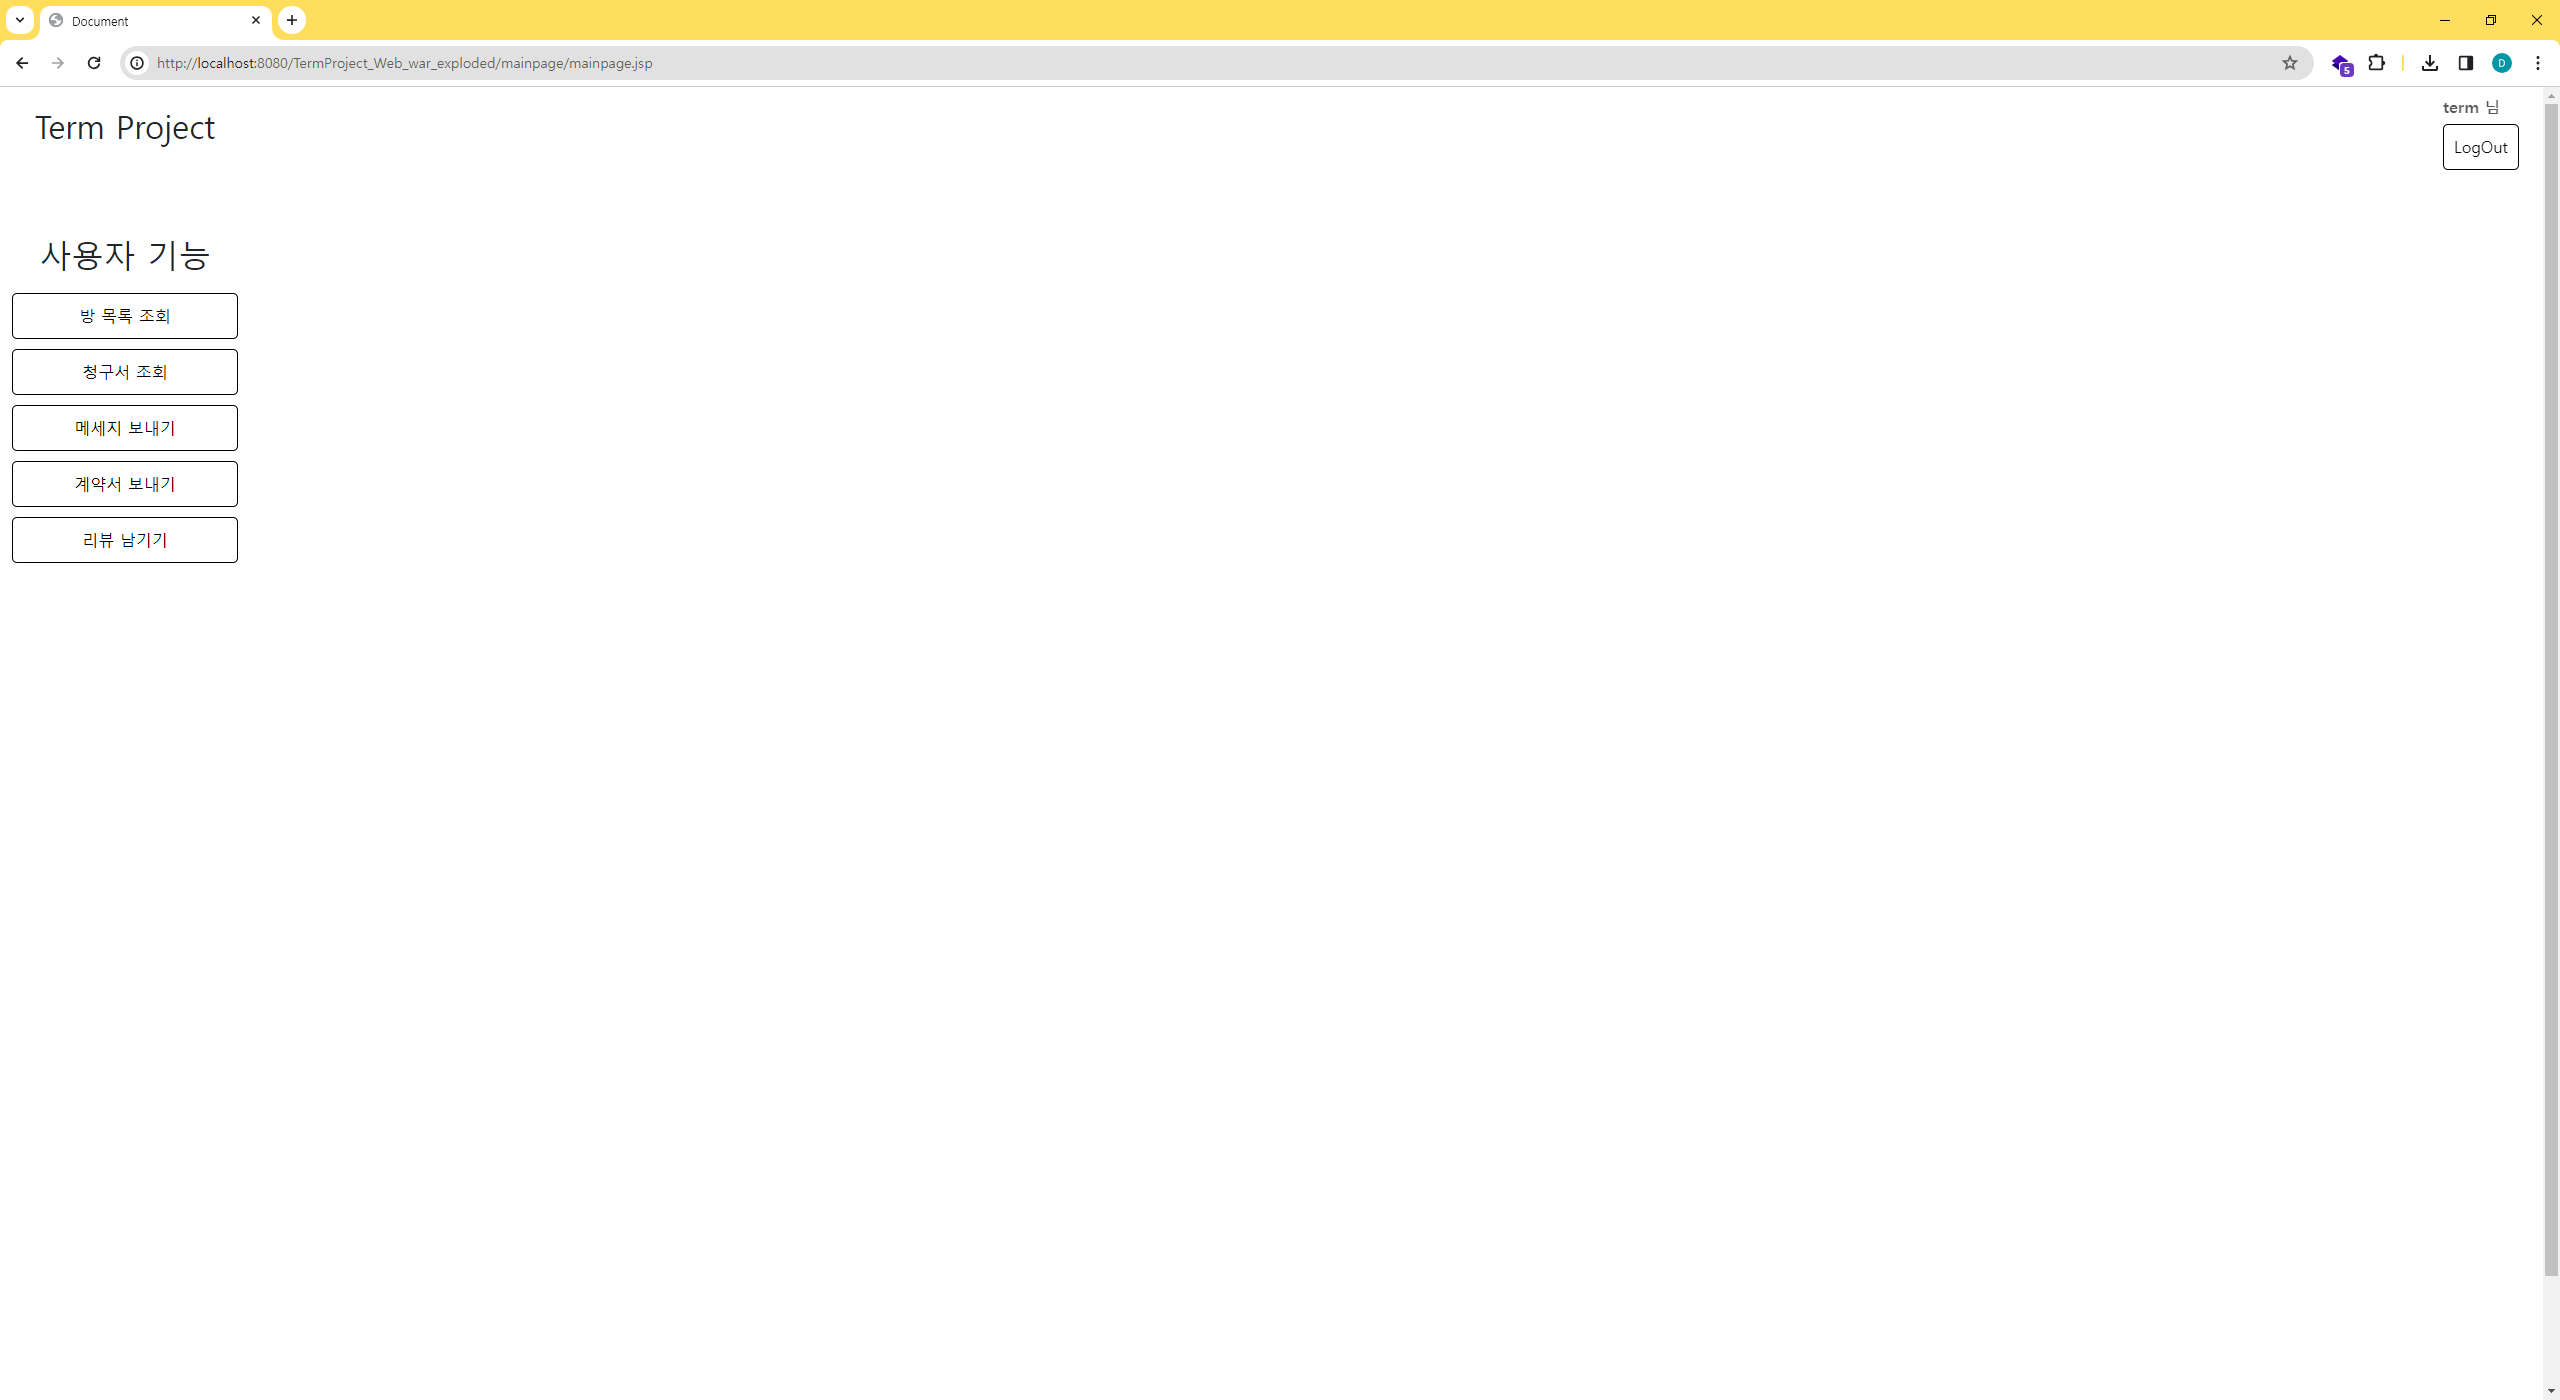 Document
http://localhost:8080/TermProject_Web_war_exploded/mainpage/mainpage.jsp
5
D
Term Project
term 님
LogOut
사용자 기능
방 목록 조회
청구서 조회
메세지 보내기
계약서 보내기
리뷰 남기기